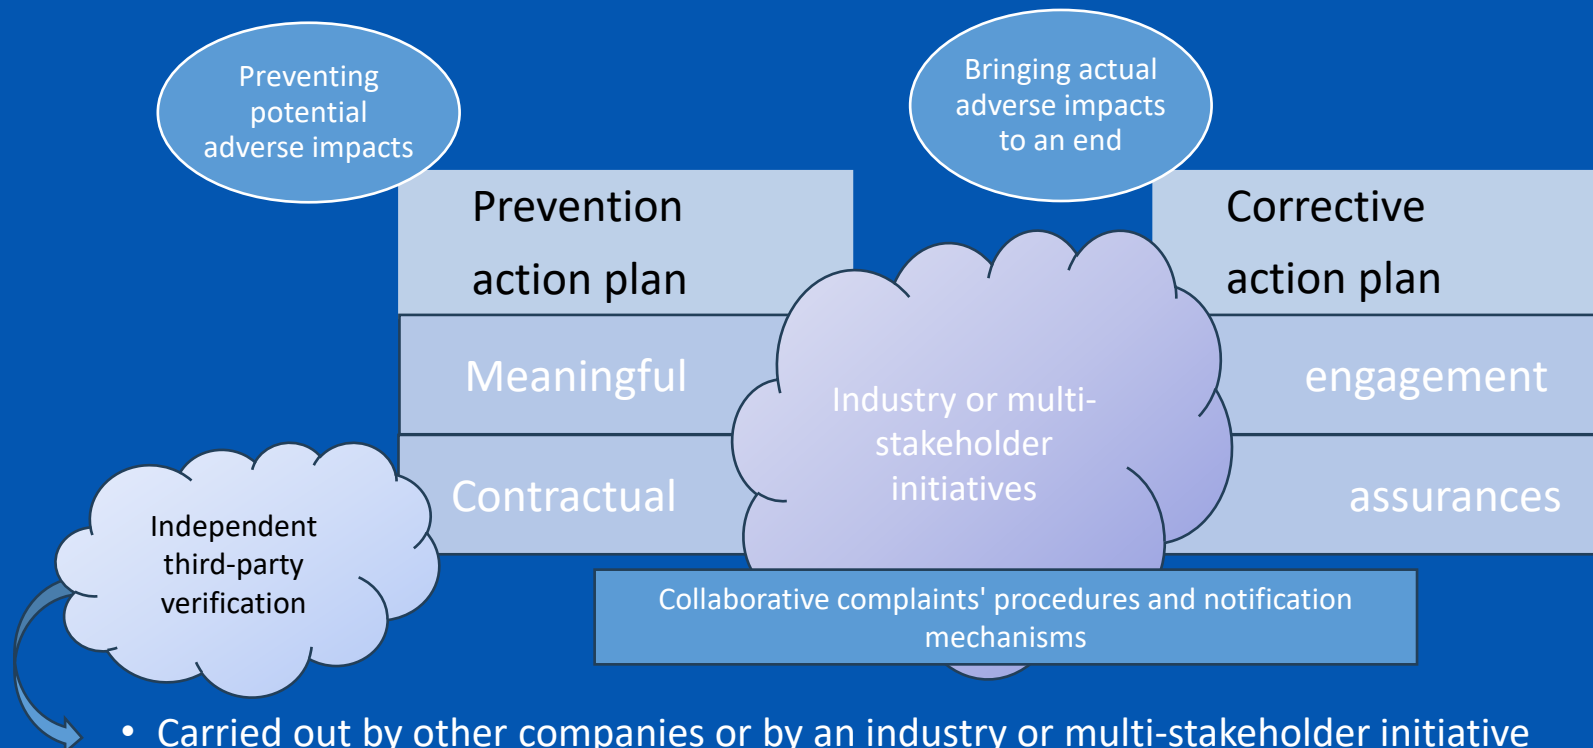 Preventing
potential
adverse impacts
Bringing actual
adverse impacts
to an end
Prevention
action plan
Corrective
action plan
Meaningful
engagement
Industry or multi-
stakeholder
initiatives
Contractual
assurances
Independent
third-party
verification
Collaborative complaints' procedures and notification
mechanisms
• Carried out by other companies or by an industry or multi-stakeholder initiative